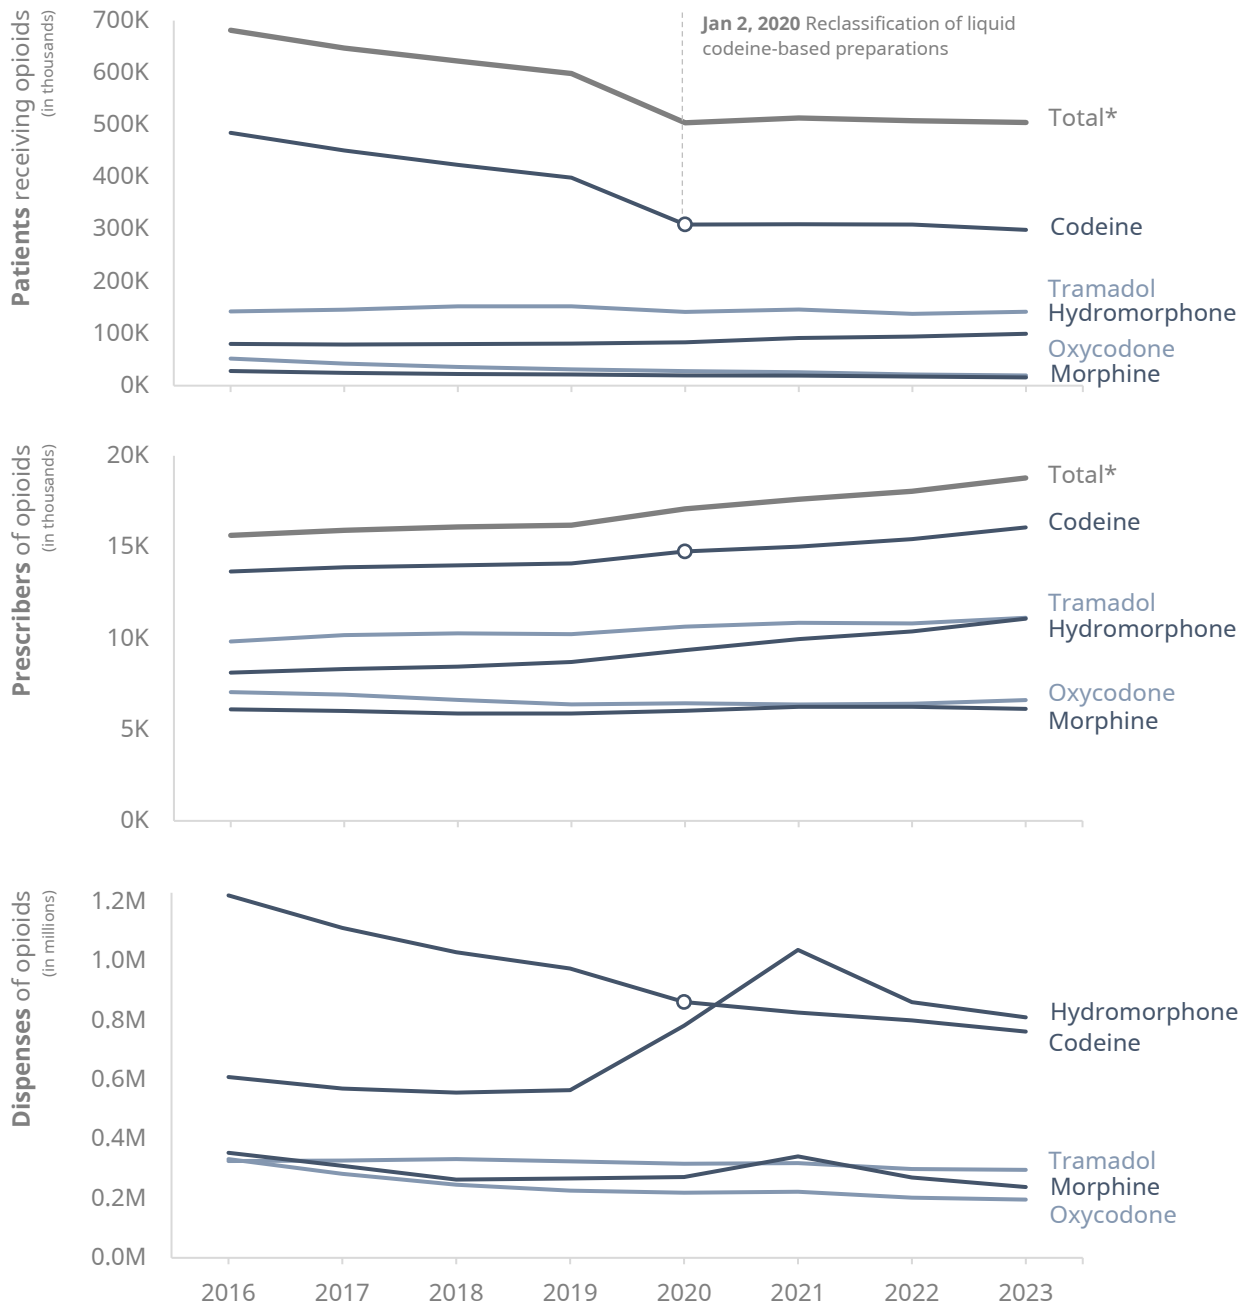 Patients receiving opioids
(in thousands)
700K
600K
500K
400K
300K
200K
100K
0K
Jan 2, 2020 Reclassification of liquid
codeine-based preparations
Total*
Codeine
Tramadol
Hydromorphone
Oxycodone
Morphine
Prescribers of opioids
(in thousands)
20K
15K
10K
5K
0K
Total*
Codeine
Tramadol
Hydromorphone
Oxycodone
Morphine
Dispenses of opioids
(in millions)
1.2M
1.0M
0.8M
0.6M
0.4M
0.2M
0.0M
Hydromorphone
Codeine
Tramadol
Morphine
Oxycodone
2016 2017 2018 2019 2020 2021 2022 2023